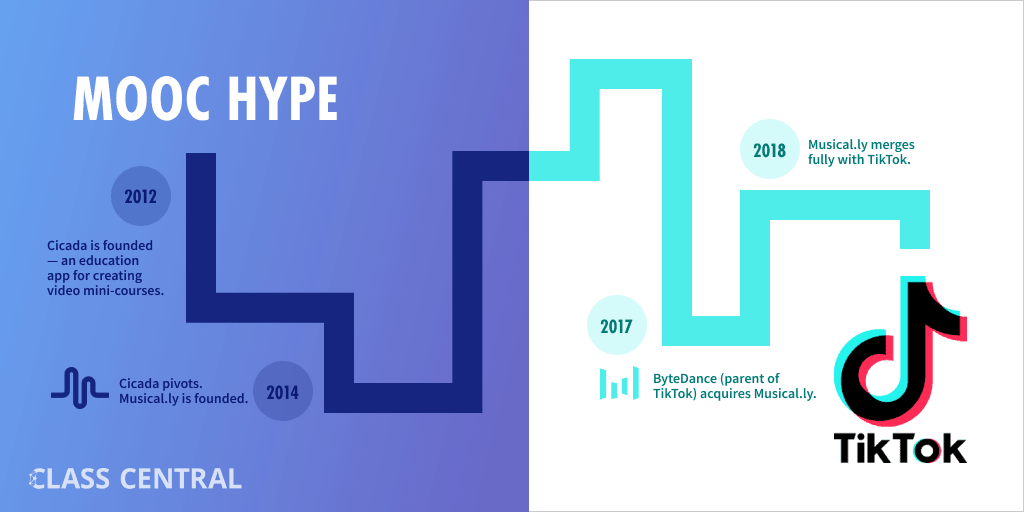 MOOC HYPE
2012
Cicada is founded
— an education
app for creating
video mini-courses.
Cicada pivots.
Musical.ly is founded.
2014
CLASS CENTRAL
2018
Musical.ly merges
fully with TikTok.
2017
ByteDance (parent of
TikTok) acquires Musical.ly.
TikTok